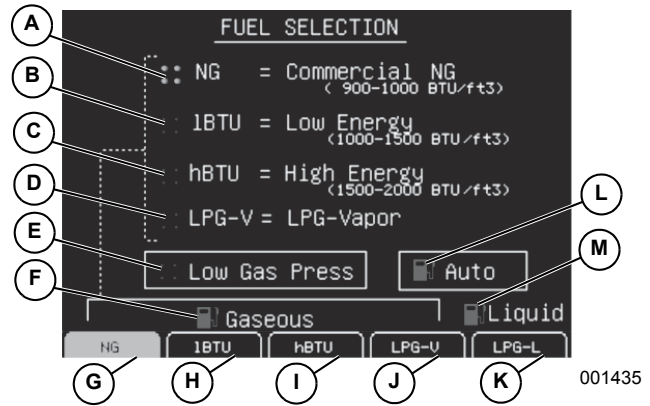 FUEL SELECTION
A
NG = Commercial NG
( 900-1000 BTU/ft3)
B
lBTU = Low Energy
(1000-1500 BTU/ft3)
C
hBTU = High Energy
(1500-2000 BTU/ft3)
D
LPG-V = LPG-Vapor
L
E
Low Gas Press
Auto
M
F
Gaseous
Liquid
NG
lBTU
hBTU
LPG-V
LPG-L
G
H
I
J
K
001435